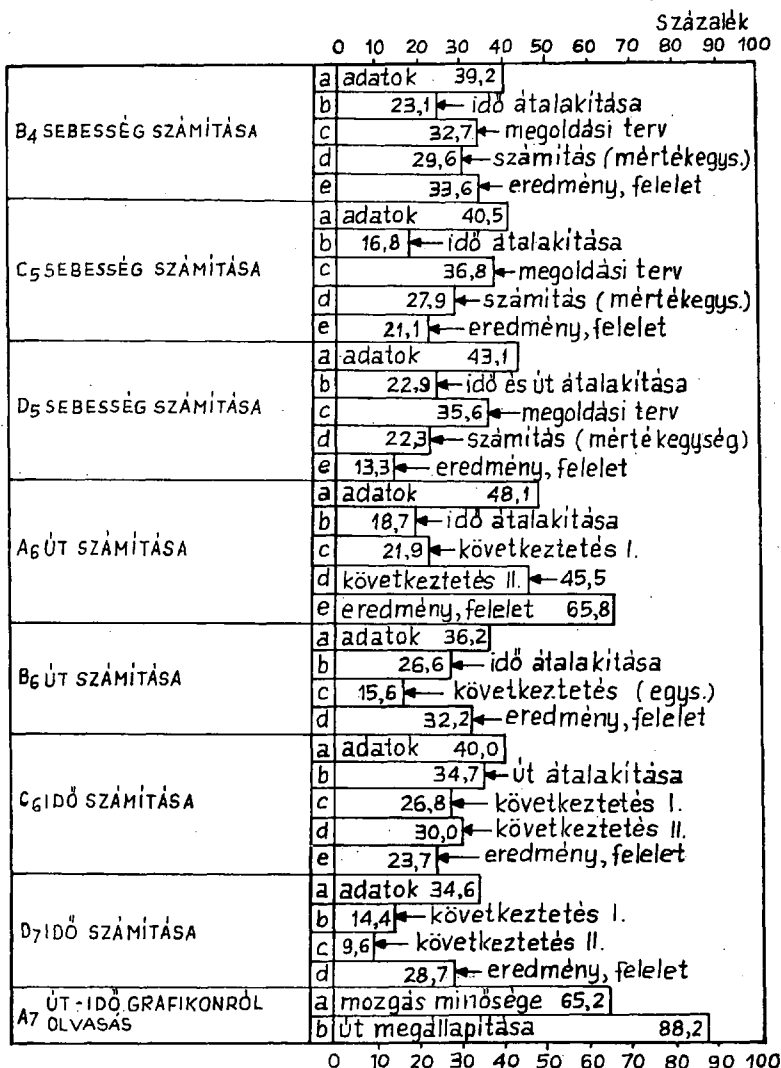 Százalék
0 10 20 30 40 50 60 70 80 90 100
B4 SEBESSÉG SZÁMÍTÁSA
a adatok 39,2
b 23,1 idő átalakítása
c 32,7 megoldási terv
d 29,6 számítás (mértékegys.)
e 33,6 eredmény, felelet
C5 SEBESSÉG SZÁMÍTÁSA
a adatok 40,5
b 16,8 idő átalakítása
c 36,8 megoldási terv
d 27,9 számítás (mértékegys.)
e 21,1 eredmény, felelet
D5 SEBESSÉG SZÁMÍTÁSA
a adatok 43,1
b 22,9 idő és út átalakítása
c 35,6 megoldási terv
d 22,3 számítás (mértékegység)
e 13,3 eredmény, felelet
A6 ÚT SZÁMÍTÁSA
a adatok 48,1
b 18,7 idő átalakítása
c 21,9 következtetés I.
d következtetés II. 45,5
e eredmény, felelet 65,8
B6 ÚT SZÁMÍTÁSA
a adatok 36,2
b 26,6 idő átalakítása
c 15,6 következtetés (egys.)
d 32,2 eredmény, felelet
C6 IDŐ SZÁMÍTÁSA
a adatok 40,0
b 34,7 út átalakítása
c 26,8 következtetés I.
d 30,0 következtetés II.
e 23,7 eredmény, felelet
D7 IDŐ SZÁMÍTÁSA
a adatok 34,6
b 14,4 következtetés I.
c 9,6 következtetés II.
d 28,7 eredmény, felelet
A7 ÚT-IDŐ GRAFIKONRÓL
OLVASÁS
a mozgás minősége 65,2
b út megállapítása 88,2
0 10 20 30 40 50 60 70 80 90 100